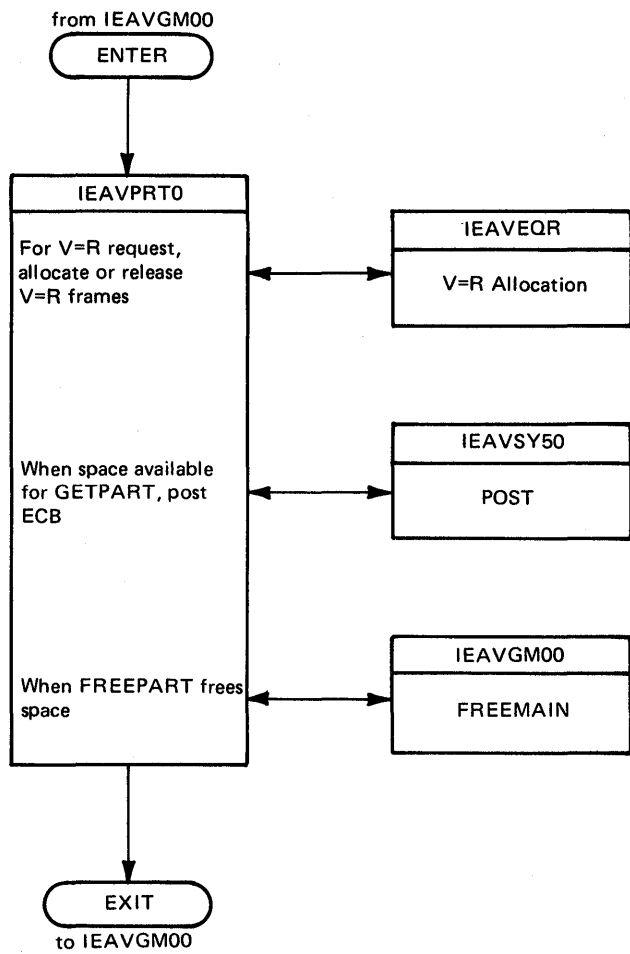 from IEAVGM00
ENTER
IEAVPRT0
For V=R request,
allocate or release
V=R frames
IEAVEQR
V=R Allocation
When space available
for GETPART, post
ECB
IEAVSY50
POST
When FREEPART frees
space
IEAVGM00
FREEMAIN
EXIT
to IEAVGM00